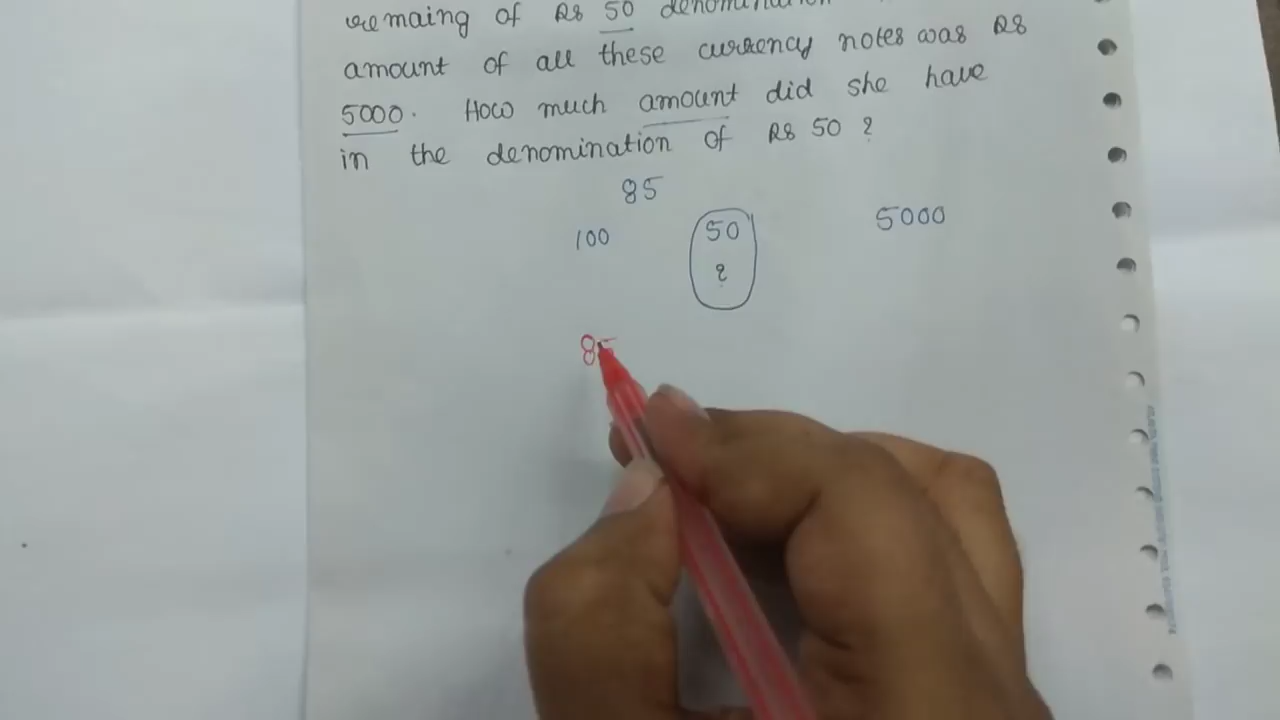 remaing of Rs 50 denomination
amount of all these currency notes was Rs
5000. How much amount did she have
in the denomination of Rs 50 ?
85
100 50 5000
?
85